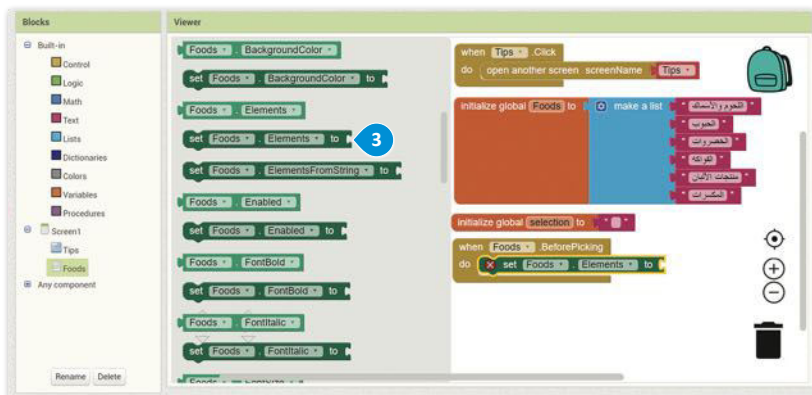 Blocks
Built-in
Control
Logic
Math
Text
Lists
Dictionaries
Colors
Variables
Procedures
Screen1
Tips
Foods
Any component
Rename Delete
Viewer
Foods . BackgroundColor
set Foods . BackgroundColor to
Foods . Elements
set Foods . Elements to
3
set Foods . ElementsFromString to
Foods . Enabled
set Foods . Enabled to
Foods . FontBold
set Foods . FontBold to
Foods . FontItalic
set Foods . FontItalic to
Foods . FontSize
when Tips .Click
do open another screen screenName Tips
initialize global Foods to make a list " اللحوم والأسماك "
" الحبوب "
" الخضروات "
" الفواكه "
" منتجات الألبان "
" المكسرات "
initialize global selection to " "
when Foods .BeforePicking
do set Foods . Elements to